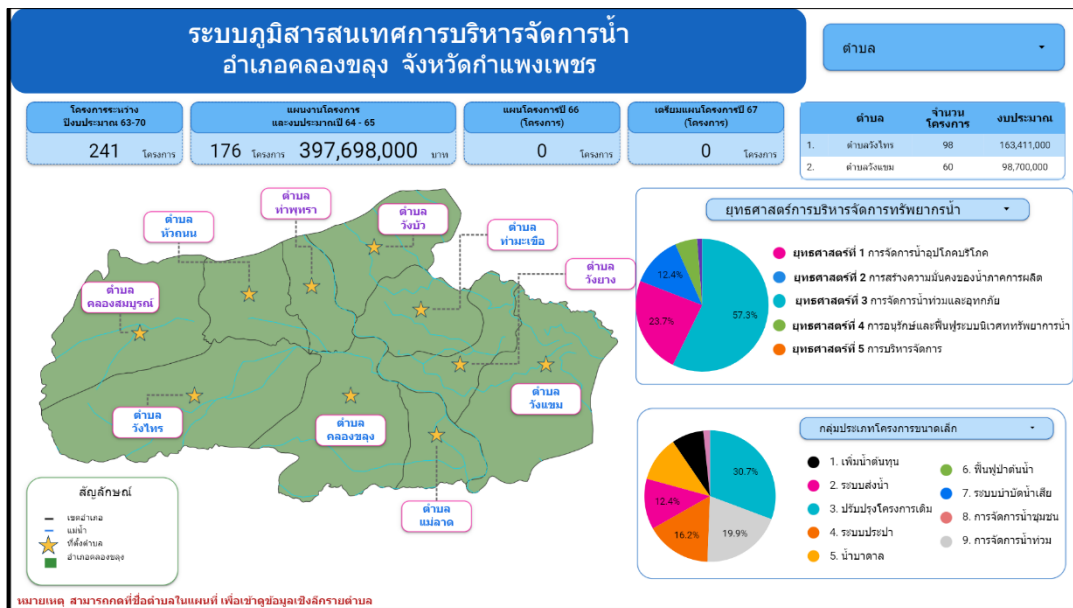 ระบบภูมิสารสนเทศการบริหารจัดการน้ำ
อำเภอคลองขลุง จังหวัดกำแพงเพชร
ตำบล
โครงการระหว่าง
ปีงบประมาณ 63-70
241 โครงการ
แผนงานโครงการ
และงบประมาณปี 64 - 65
176 โครงการ 397,698,000 บาท
แผนโครงการปี 66
(โครงการ)
0 โครงการ
เตรียมแผนโครงการปี 67
(โครงการ)
0 โครงการ
ตำบล จำนวนโครงการ งบประมาณ
1. ตำบลวังไทร 98 163,411,000
2. ตำบลวังแขม 60 98,700,000
ตำบล
ท่าพุทรา
ตำบล
วังบัว
ตำบล
หัวถนน
ตำบล
ท่ามะเขือ
ตำบล
วังยาง
ตำบล
คลองสมบูรณ์
ตำบล
วังแขม
ตำบล
วังไทร
ตำบล
คลองขลุง
ตำบล
แม่ลาด
สัญลักษณ์
เขตอำเภอ
แม่น้ำ
ที่ตั้งตำบล
อำเภอคลองขลุง
หมายเหตุ สามารถกดที่ชื่อตำบลในแผนที่ เพื่อเข้าดูข้อมูลเชิงลึกรายตำบล
ยุทธศาสตร์การบริหารจัดการทรัพยากรน้ำ
12.4%
23.7%
57.3%
ยุทธศาสตร์ที่ 1 การจัดการน้ำอุปโภคบริโภค
ยุทธศาสตร์ที่ 2 การสร้างความมั่นคงของน้ำภาคการผลิต
ยุทธศาสตร์ที่ 3 การจัดการน้ำท่วมและอุทกภัย
ยุทธศาสตร์ที่ 4 การอนุรักษ์และฟื้นฟูระบบนิเวศททรัพยาการน้ำ
ยุทธศาสตร์ที่ 5 การบริหารจัดการ
กลุ่มประเภทโครงการขนาดเล็ก
30.7%
12.4%
16.2%
19.9%
1. เพิ่มน้ำต้นทุน
2. ระบบส่งน้ำ
3. ปรับปรุงโครงการเดิม
4. ระบบประปา
5. น้ำบาดาล
6. ฟื้นฟูป่าต้นน้ำ
7. ระบบบำบัดน้ำเสีย
8. การจัดการน้ำชุมชน
9. การจัดการน้ำท่วม